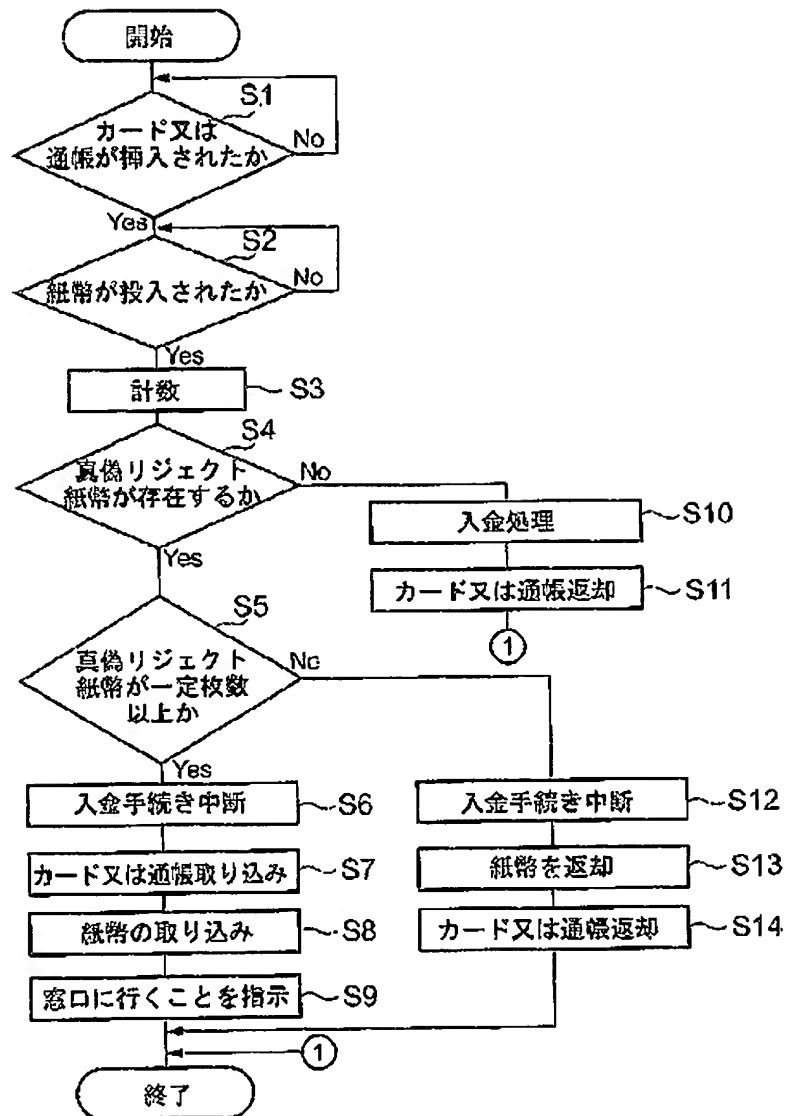 開始
S1
カード又は
通帳が挿入されたか
No
Yes
S2
紙幣が投入されたか
No
Yes
計数
S3
S4
真偽リジェクト
紙幣が存在するか
No
Yes
入金処理
S10
カード又は通帳返却
S11
1
S5
真偽リジェクト
紙幣が一定枚数
以上か
No
Yes
入金手続き中断
S6
カード又は通帳取り込み
S7
紙幣の取り込み
S8
窓口に行くことを指示
S9
入金手続き中断
S12
紙幣を返却
S13
カード又は通帳返却
S14
1
終了